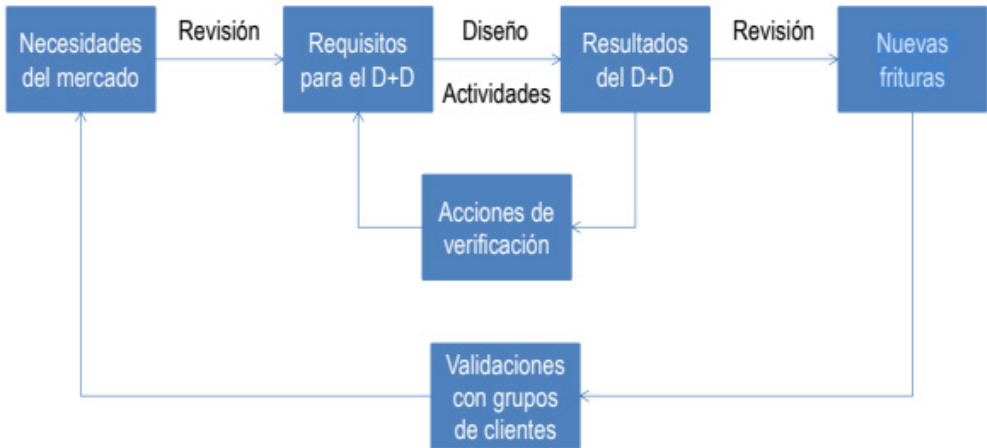 Necesidades
del mercado
Revisión
Requisitos
para el D+D
Diseño
Actividades
Resultados
del D+D
Revisión
Nuevas
frituras
Acciones de
verificación
Validaciones
con grupos
de clientes